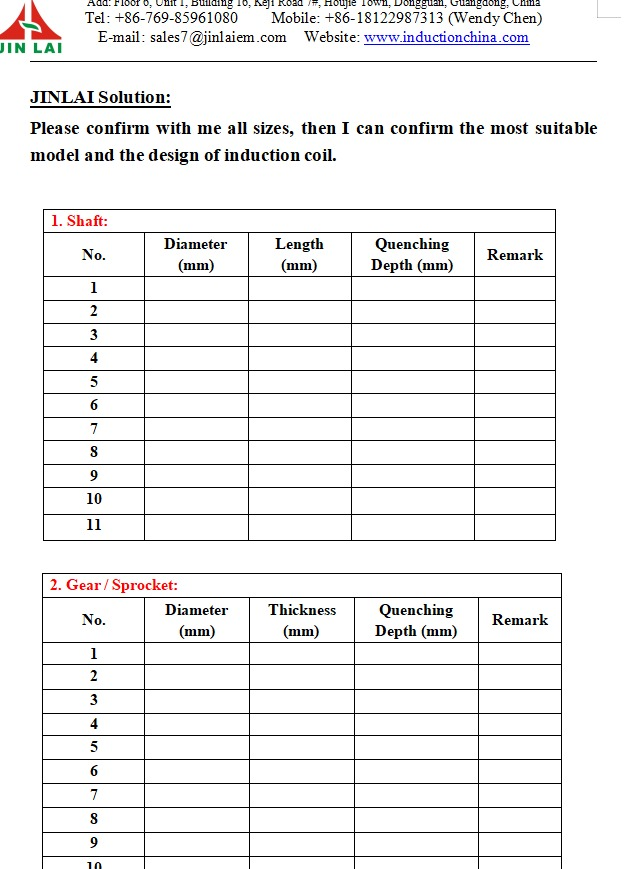 Add: Floor 6, Unit 1, Building 16, Keji Road 7#, Houjie Town, Dongguan, Guangdong, China
JIN LAI
Tel: +86-769-85961080 Mobile: +86-18122987313 (Wendy Chen)
E-mail: sales7@jinlaiem.com Website: www.inductionchina.com
JINLAI Solution:
Please confirm with me all sizes, then I can confirm the most suitable
model and the design of induction coil.
1. Shaft:
No. Diameter (mm) Length (mm) Quenching Depth (mm) Remark
1
2
3
4
5
6
7
8
9
10
11
2. Gear / Sprocket:
No. Diameter (mm) Thickness (mm) Quenching Depth (mm) Remark
1
2
3
4
5
6
7
8
9
10